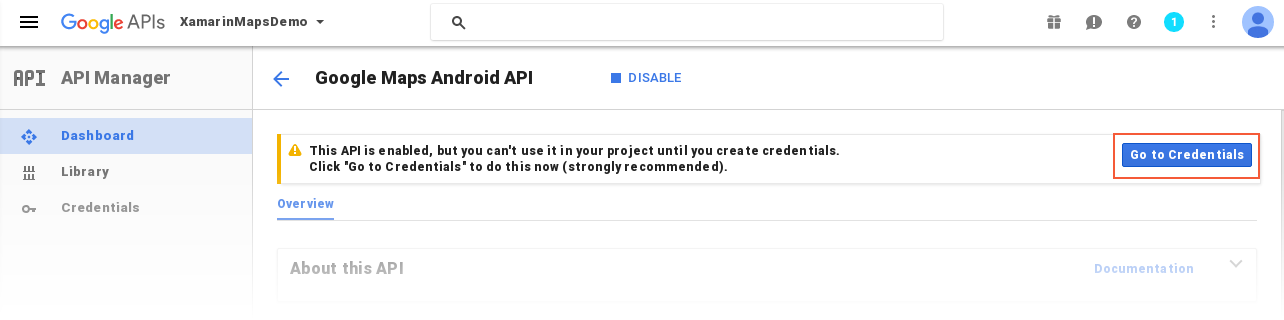 Google APIs XamarinMapsDemo 1
API API Manager
Google Maps Android API
DISABLE
Dashboard
Library
Credentials
This API is enabled, but you can't use it in your project until you create credentials.
Click "Go to Credentials" to do this now (strongly recommended).
Go to Credentials
Overview
About this API
Documentation